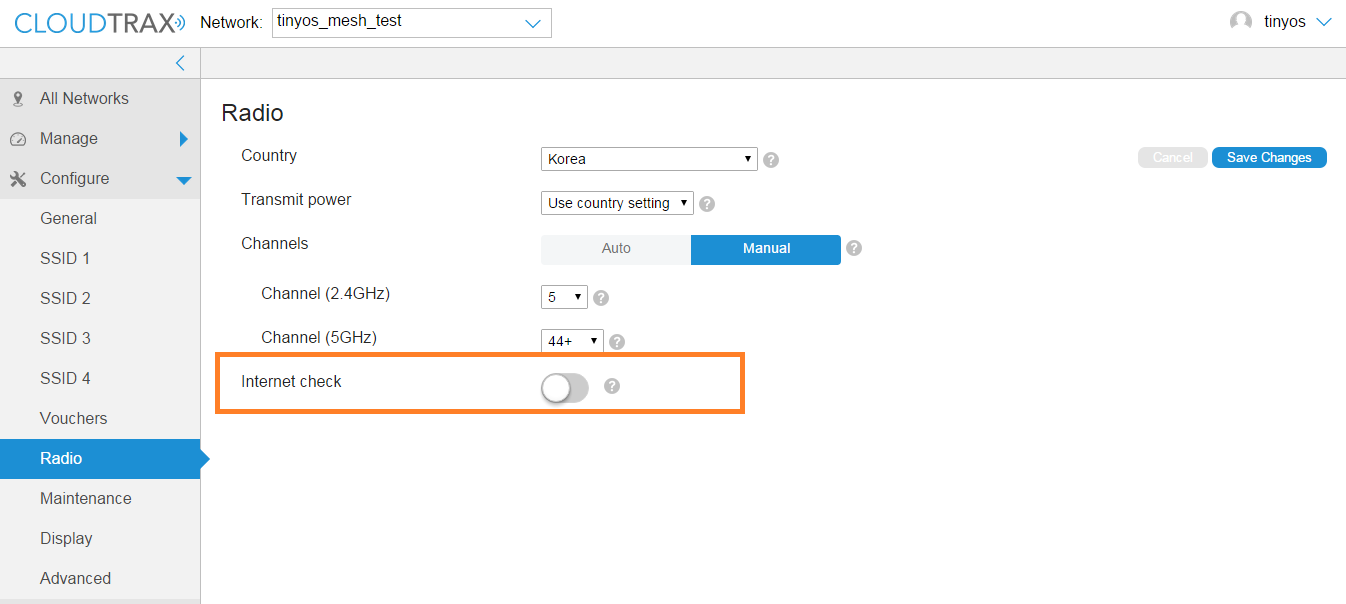 CLOUDTRAX Network: tinyos_mesh_test tinyos
All Networks
Manage
Configure
General
SSID 1
SSID 2
SSID 3
SSID 4
Vouchers
Radio
Maintenance
Display
Advanced
Radio
Country Korea ? Cancel Save Changes
Transmit power Use country setting ?
Channels Auto Manual ?
Channel (2.4GHz) 5 ?
Channel (5GHz) 44+ ?
Internet check ?